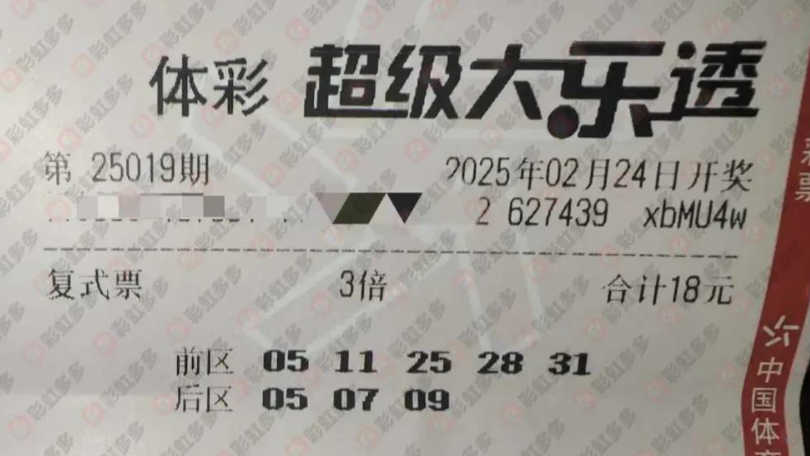 体彩 超级大乐透
第 25019期 2025年02月24日开奖
2 627439 xbMU4w
复式票 3倍 合计18元
前区 05 11 25 28 31
后区 05 07 09
彩票
中国体育
彩虹多多